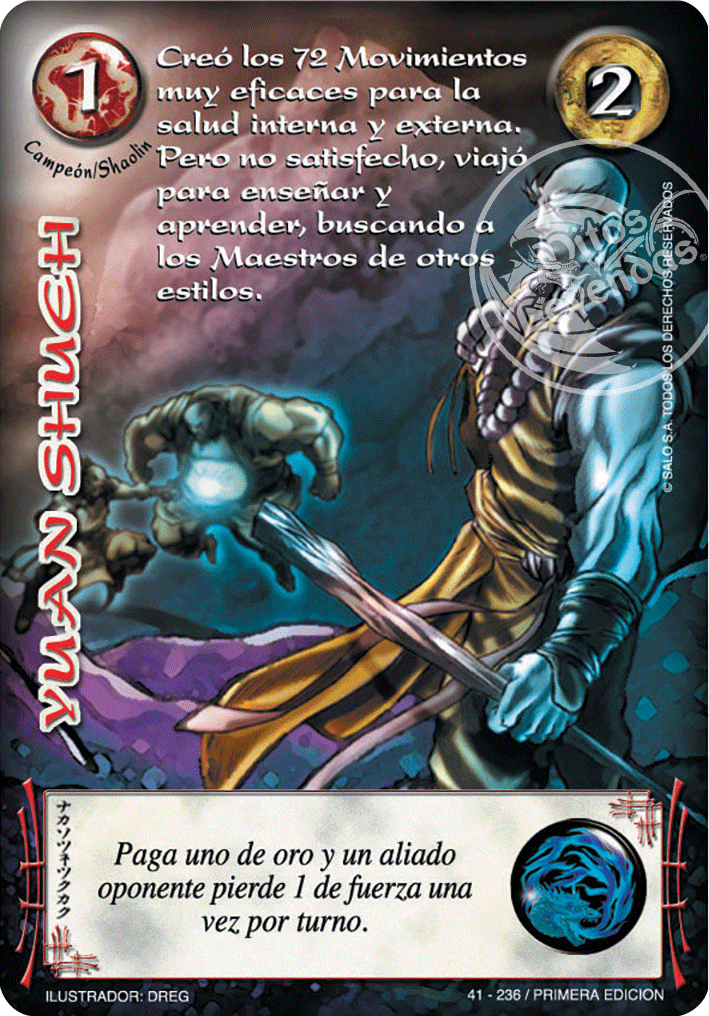 1
Creó los 72 Movimientos
muy eficaces para la
salud interna y externa.
Pero no satisfecho, viajó
para enseñar y
aprender, buscando a
los Maestros de otros
estilos.
2
Campeón/Shaolin
YUAN SHUEH
Mitos y
Leyendas®
© SALO S.A. TODOS LOS DERECHOS RESERVADOS
ナカソツネツクカク
Paga uno de oro y un aliado
oponente pierde 1 de fuerza una
vez por turno.
ILUSTRADOR: DREG
41 - 236 / PRIMERA EDICION